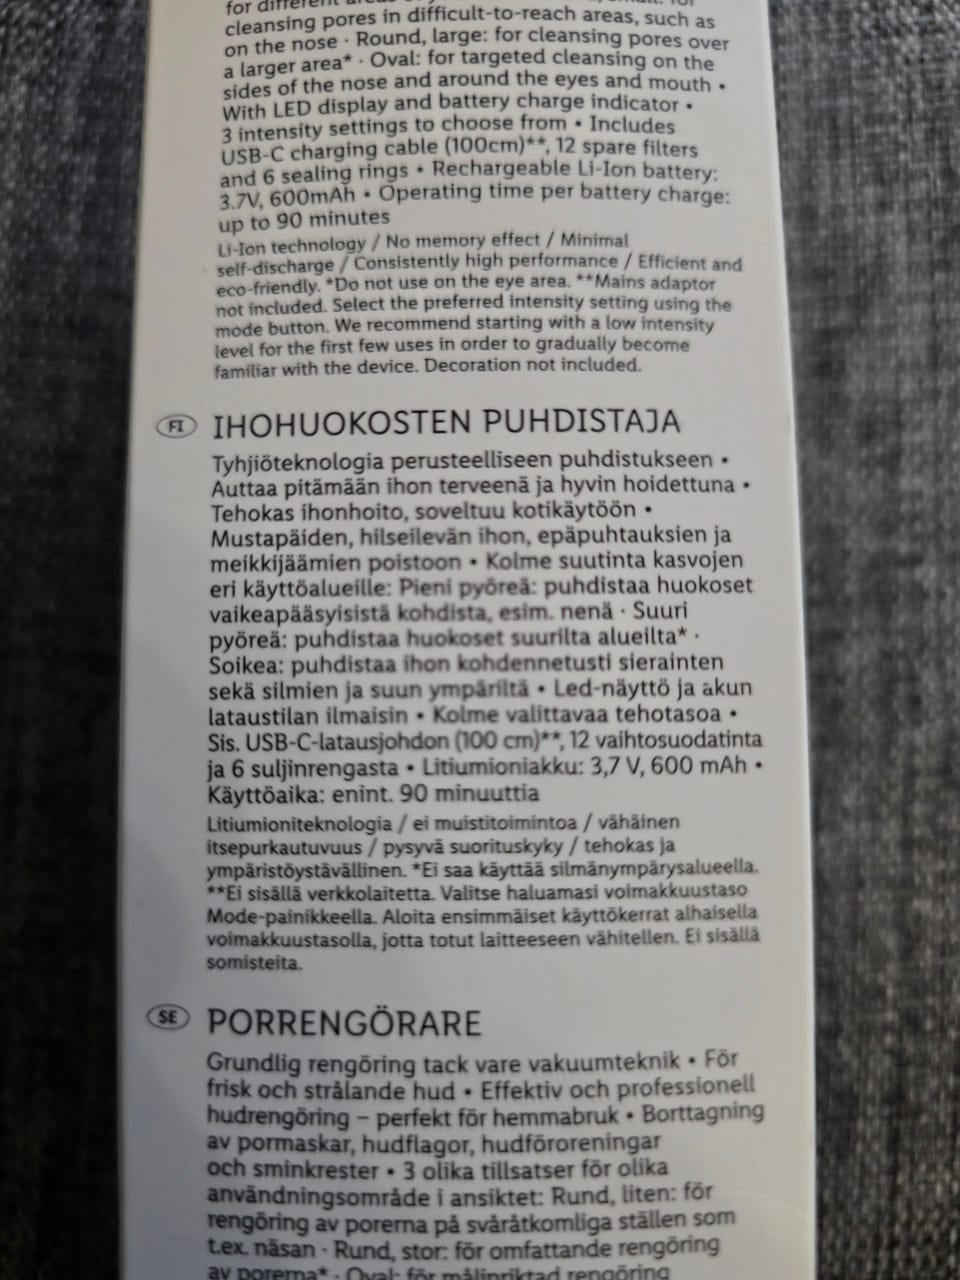 for different areas
cleansing pores in difficult-to-reach areas, such as
on the nose · Round, large: for cleansing pores over
a larger area* · Oval: for targeted cleansing on the
sides of the nose and around the eyes and mouth •
With LED display and battery charge indicator •
3 intensity settings to choose from • Includes
USB-C charging cable (100cm)**, 12 spare filters
and 6 sealing rings • Rechargeable Li-Ion battery:
3.7V, 600mAh • Operating time per battery charge:
up to 90 minutes
Li-Ion technology / No memory effect / Minimal
self-discharge / Consistently high performance / Efficient and
eco-friendly. *Do not use on the eye area. **Mains adaptor
not included. Select the preferred intensity setting using the
mode button. We recommend starting with a low intensity
level for the first few uses in order to gradually become
familiar with the device. Decoration not included.
FI IHOHUOKOSTEN PUHDISTAJA
Tyhjiöteknologia perusteelliseen puhdistukseen •
Auttaa pitämään ihon terveenä ja hyvin hoidettuna •
Tehokas ihonhoito, soveltuu kotikäytöön •
Mustapäiden, hilseilevän ihon, epäpuhtauksien ja
meikkijäämien poistoon • Kolme suutinta kasvojen
eri käyttöalueille: Pieni pyöreä: puhdistaa huokoset
vaikeapääsyisistä kohdista, esim. nenä · Suuri
pyöreä: puhdistaa huokoset suurilta alueilta* ·
Soikea: puhdistaa ihon kohdennetusti sierainten
sekä silmien ja suun ympäriltä • Led-näyttö ja akun
lataustilan ilmaisin • Kolme valittavaa tehotasoa •
Sis. USB-C-latausjohdon (100 cm)**, 12 vaihtosuodatinta
ja 6 suljinrengasta • Litiumioniakku: 3,7 V, 600 mAh •
Käyttöaika: enint. 90 minuuttia
Litiumioniteknologia / ei muistitoimintoa / vähäinen
itsepurkautuvuus / pysyvä suorituskyky / tehokas ja
ympäristöystävällinen. *Ei saa käyttää silmänympärysalueella.
**Ei sisällä verkkolaitetta. Valitse haluamasi voimakkuustaso
Mode-painikkeella. Aloita ensimmäiset käyttökerrat alhaisella
voimakkuustasolla, jotta totut laitteeseen vähitellen. Ei sisällä
somisteita.
SE PORRENGÖRARE
Grundlig rengöring tack vare vakuumteknik • För
frisk och strålande hud • Effektiv och professionell
hudrengöring – perfekt för hemmabruk • Borttagning
av pormaskar, hudflagor, hudföroreningar
och sminkrester • 3 olika tillsatser för olika
användningsområde i ansiktet: Rund, liten: för
rengöring av porerna på svåråtkomliga ställen som
t.ex. näsan · Rund, stor: för omfattande rengöring
av porerna* · Oval: för målinriktad rengöring